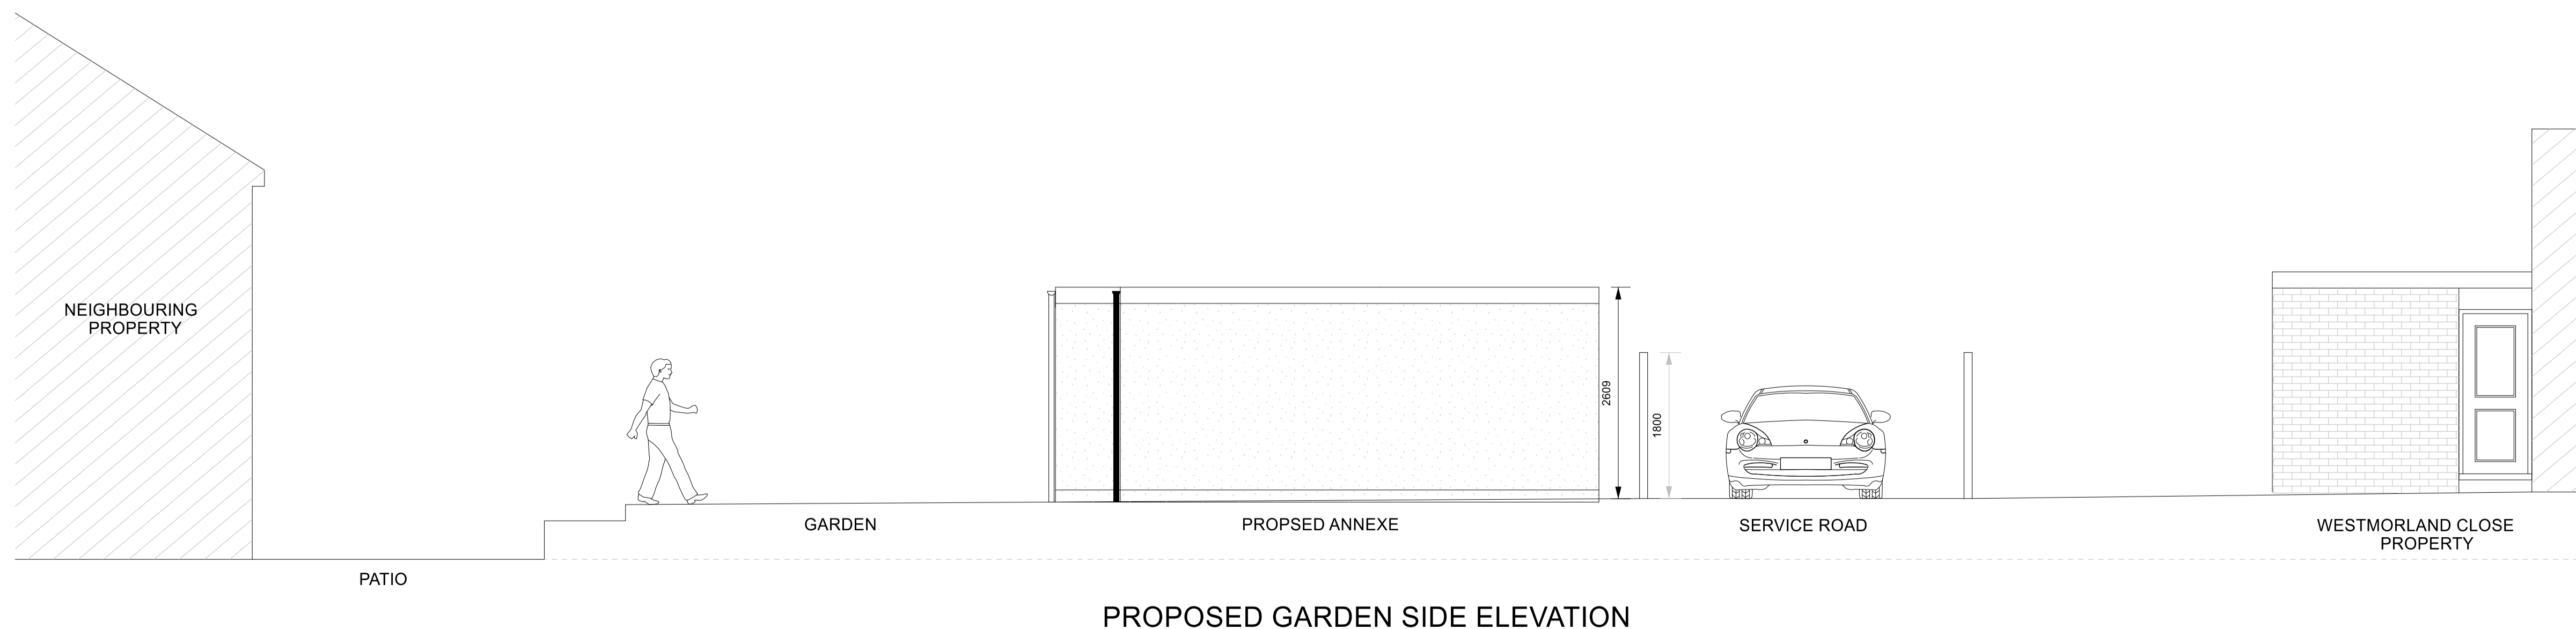 NEIGHBOURING
PROPERTY
2609
1800
GARDEN
PROPSED ANNEXE
SERVICE ROAD
WESTMORLAND CLOSE
PROPERTY
PATIO
PROPOSED GARDEN SIDE ELEVATION